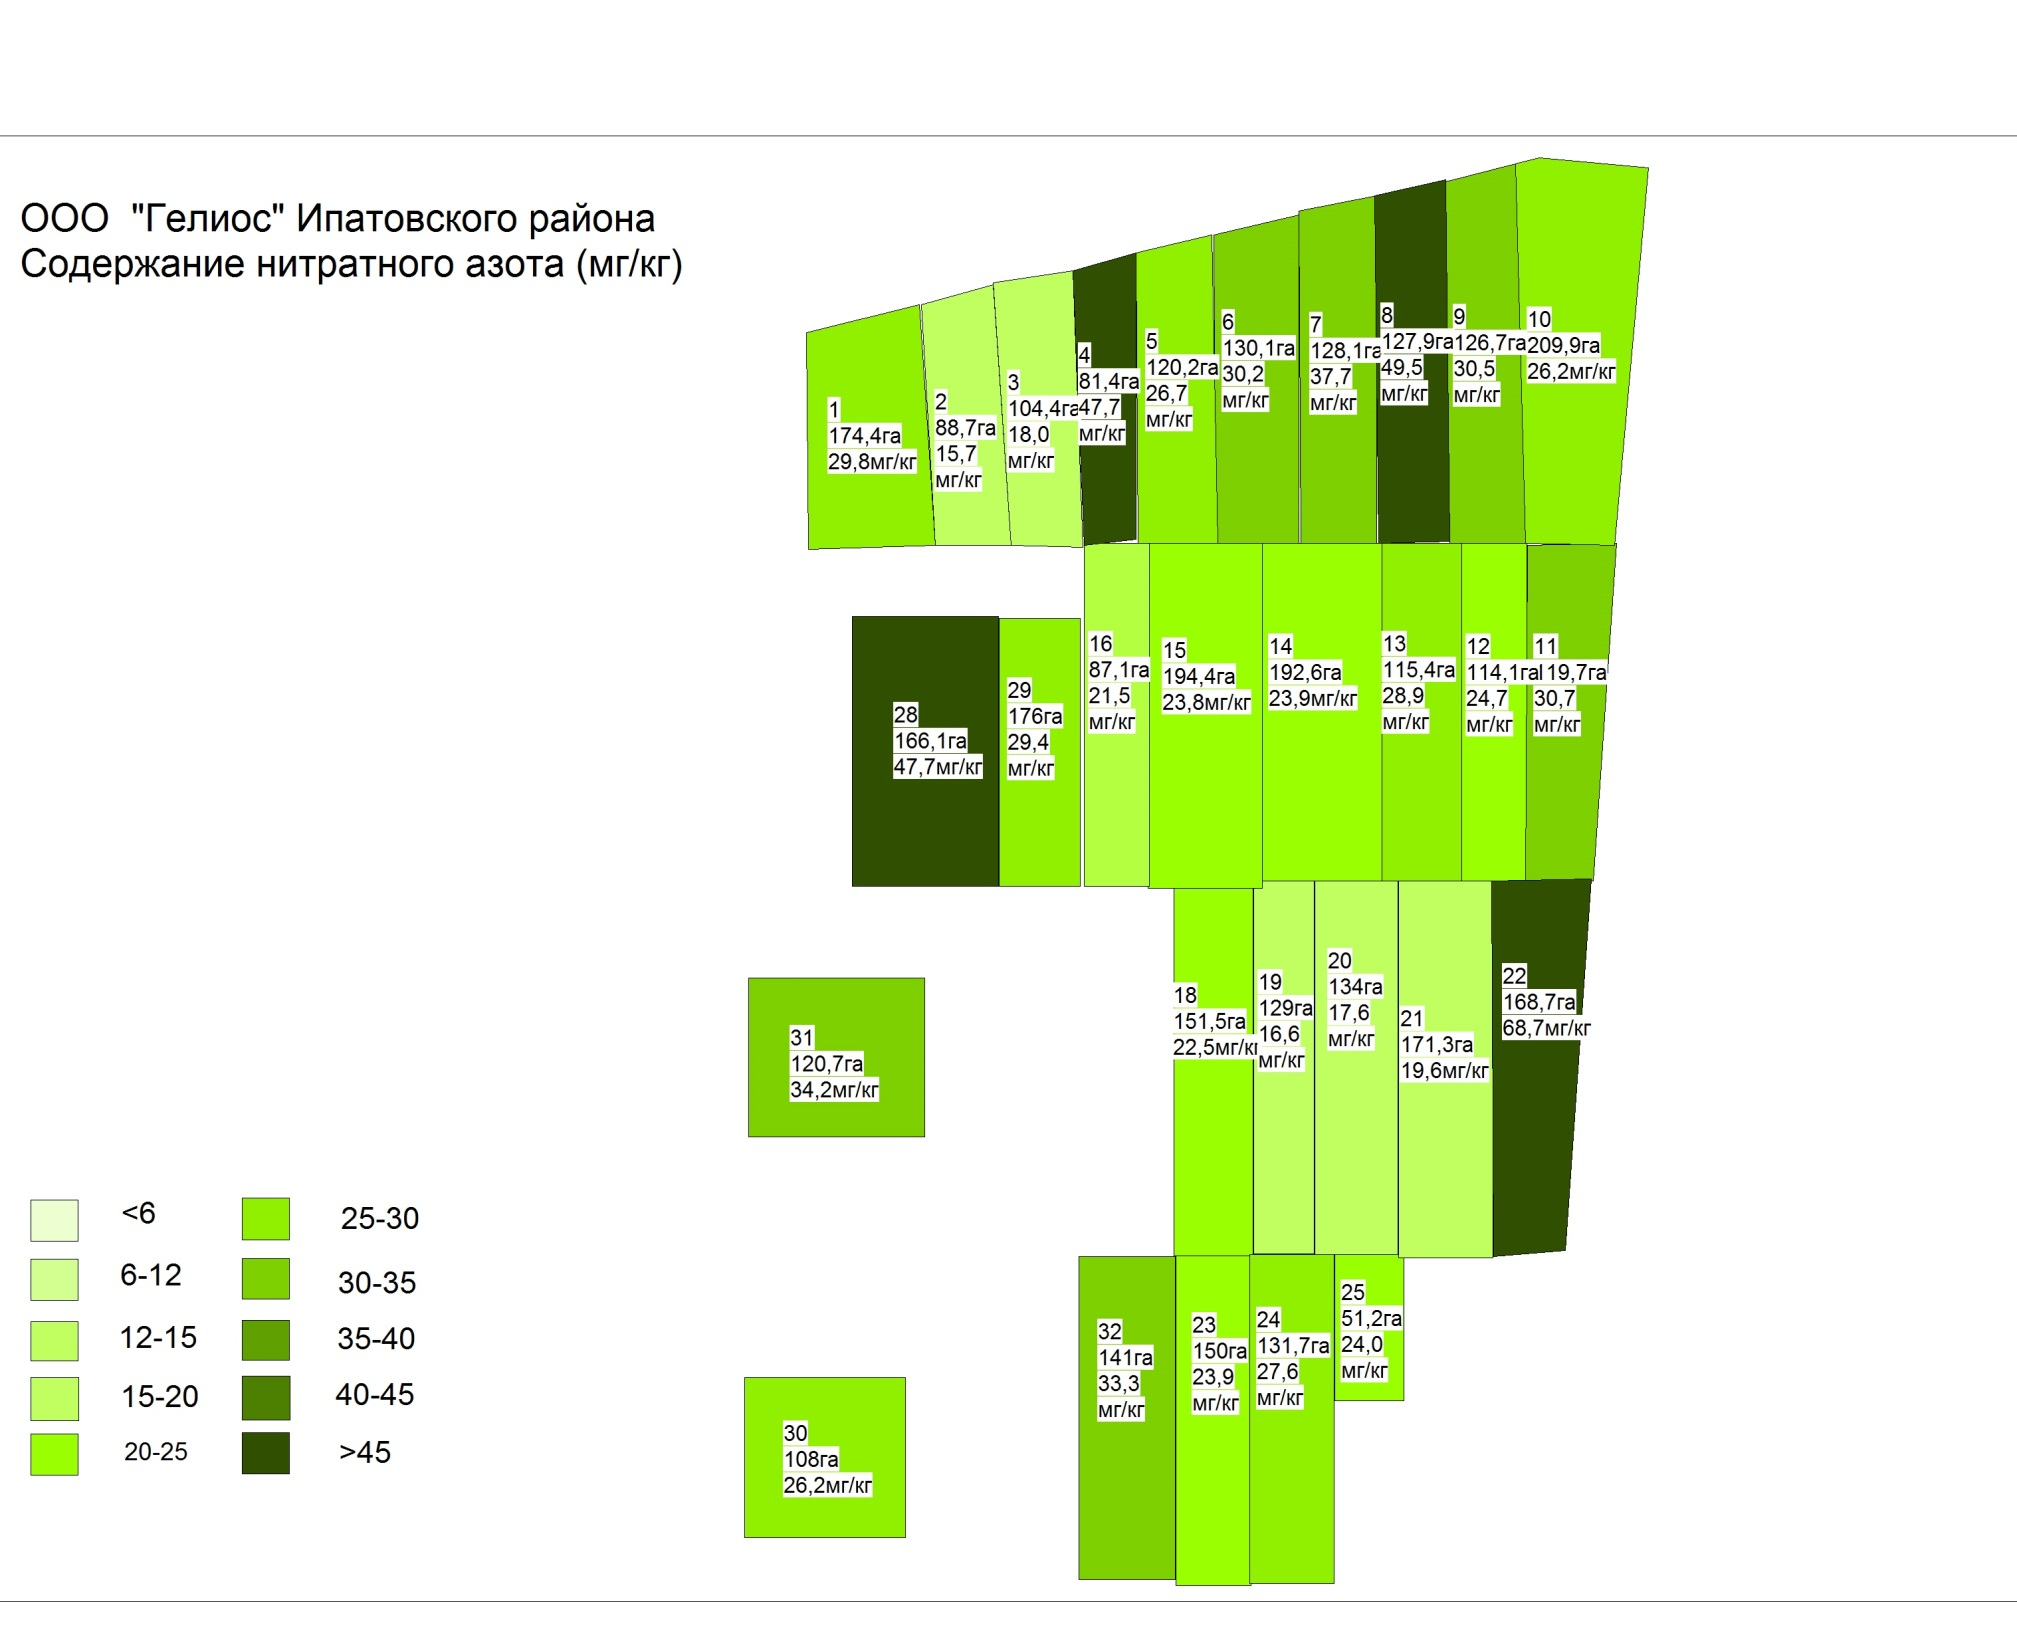 ООО "Гелиос" Ипатовского района
Содержание нитратного азота (мг/кг)
1
174,4га
29,8мг/кг
2
88,7га
15,7
мг/кг
3
104,4га
18,0
мг/кг
4
81,4га
47,7
мг/кг
5
120,2га
26,7
мг/кг
6
130,1га
30,2
мг/кг
7
128,1га
37,7
мг/кг
8
127,9га
49,5
мг/кг
9
126,7га
30,5
мг/кг
10
209,9га
26,2мг/кг
28
166,1га
47,7мг/кг
29
176га
29,4
мг/кг
16
87,1га
21,5
мг/кг
15
194,4га
23,8мг/кг
14
192,6га
23,9мг/кг
13
115,4га
28,9
мг/кг
12
114,1га
24,7
мг/кг
11
119,7га
30,7
мг/кг
31
120,7га
34,2мг/кг
18
151,5га
22,5мг/кг
19
129га
16,6
мг/кг
20
134га
17,6
мг/кг
21
171,3га
19,6мг/кг
22
168,7га
68,7мг/кг
32
141га
33,3
мг/кг
23
150га
23,9
мг/кг
24
131,7га
27,6
мг/кг
25
51,2га
24,0
мг/кг
30
108га
26,2мг/кг
<6
6-12
12-15
15-20
20-25
25-30
30-35
35-40
40-45
>45